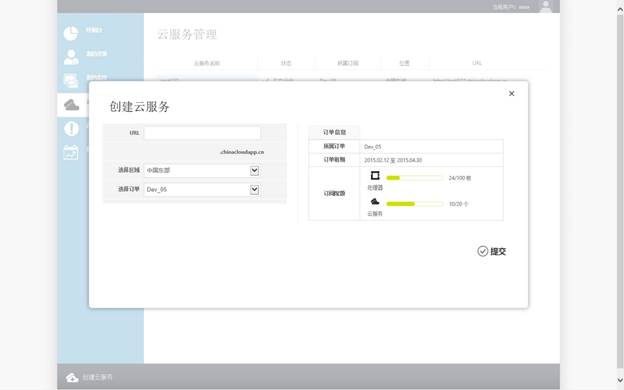 当前用户:
云服务管理
云服务名称 状态 所属订阅 位置 URL
创建云服务
URL
.chinacloudapp.cn
选择区域 中国东部
选择订单 Dev_05
订单信息
所属订单 Dev_05
订单周期 2015.02.12 至 2015.04.30
订阅配额
24/100 核
处理器
10/20 个
云服务
提交
创建云服务